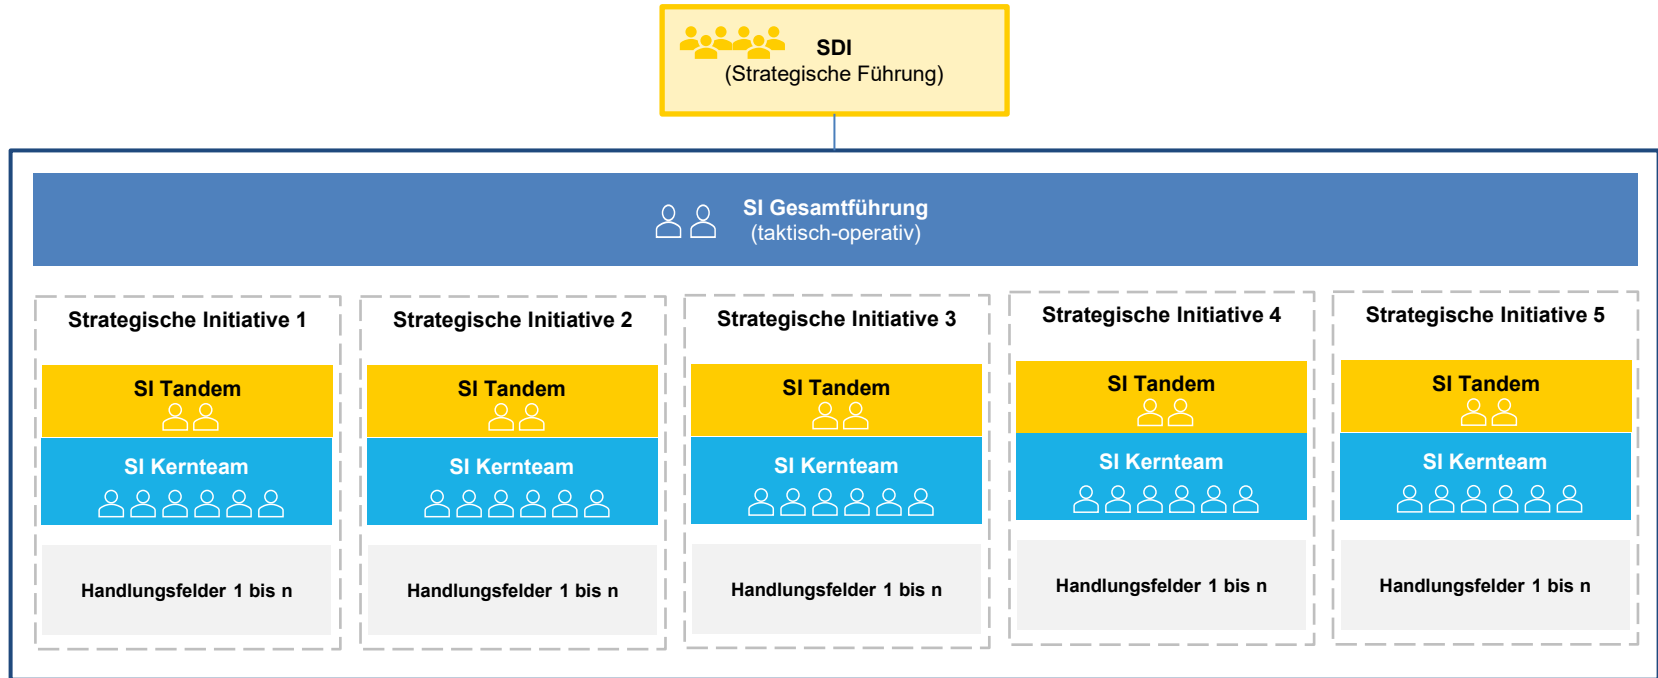 SDI
(Strategische Führung)
SI Gesamtführung
(taktisch-operativ)
Strategische Initiative 1
SI Tandem
SI Kernteam
Handlungsfelder 1 bis n
Strategische Initiative 2
SI Tandem
SI Kernteam
Handlungsfelder 1 bis n
Strategische Initiative 3
SI Tandem
SI Kernteam
Handlungsfelder 1 bis n
Strategische Initiative 4
SI Tandem
SI Kernteam
Handlungsfelder 1 bis n
Strategische Initiative 5
SI Tandem
SI Kernteam
Handlungsfelder 1 bis n